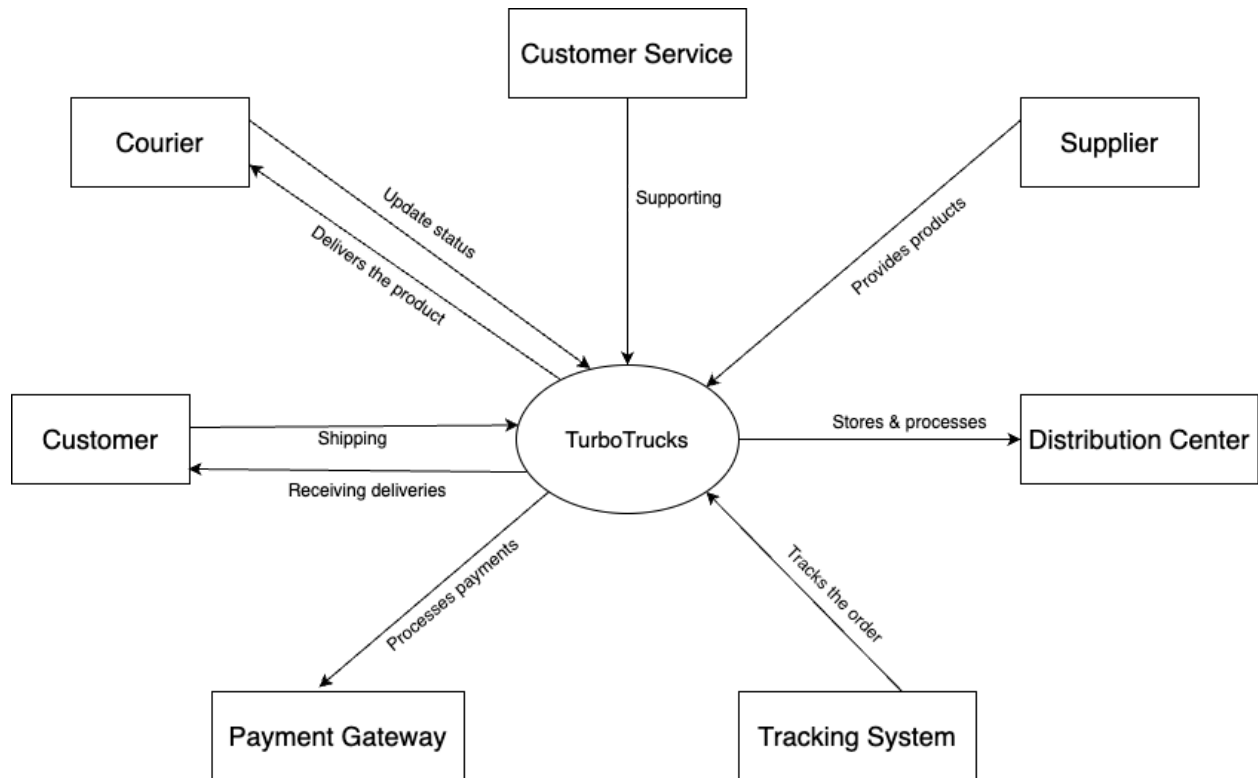 Customer Service
Courier
Supplier
Update status
Supporting
Delivers the product
Provides products
Customer
Shipping
TurboTrucks
Stores & processes
Distribution Center
Receiving deliveries
Processes payments
Tracks the order
Payment Gateway
Tracking System